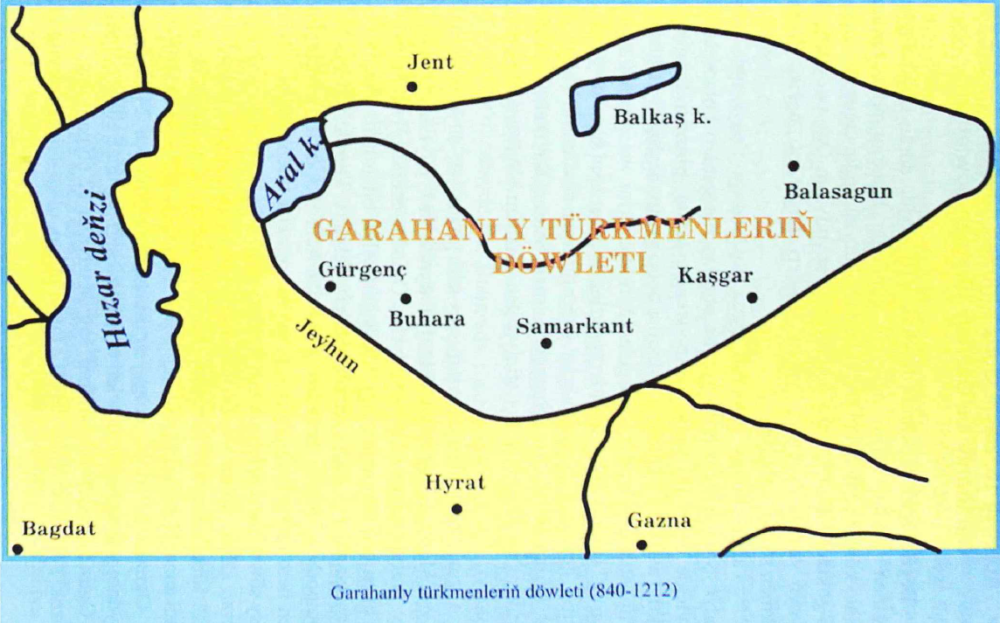 Jent
Balkaş k.
Aral k.
Balasagun
Hazar deňzi
GARAHANLY TÜRKMENLERIŇ
DÖWLETI
Gürgenç
Kaşgar
Buhara
Samarkant
Jeýhun
Hyrat
Gazna
Bagdat
Garahanly türkmenleriň döwleti (840-1212)